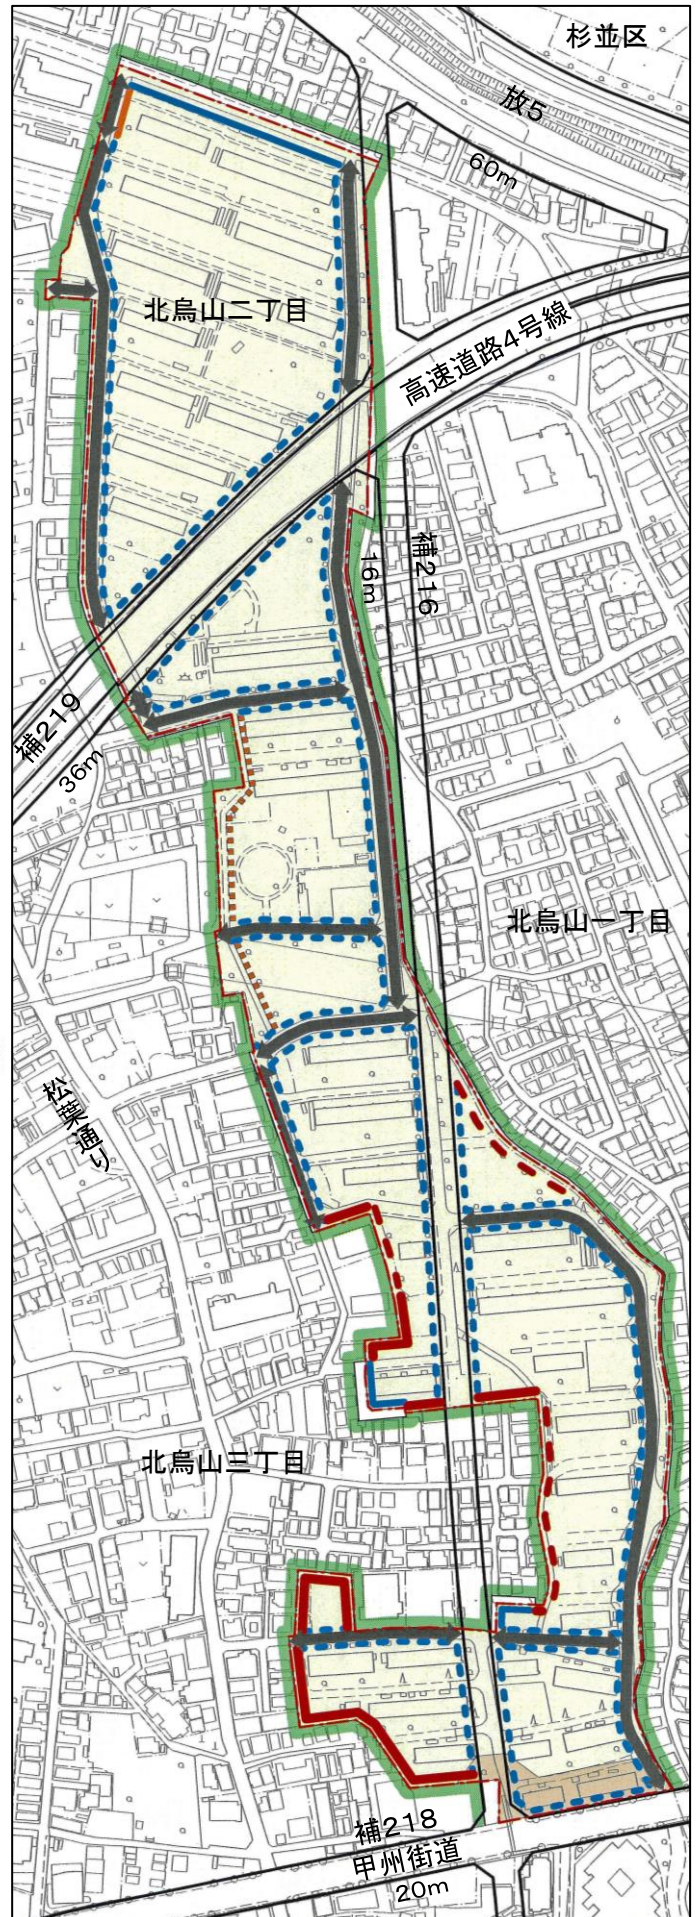 杉並区
放5
60m
北烏山二丁目
高速道路4号線
補216
16m
補219
36m
北烏山一丁目
松葉通り
北烏山三丁目
補218
甲州街道
20m